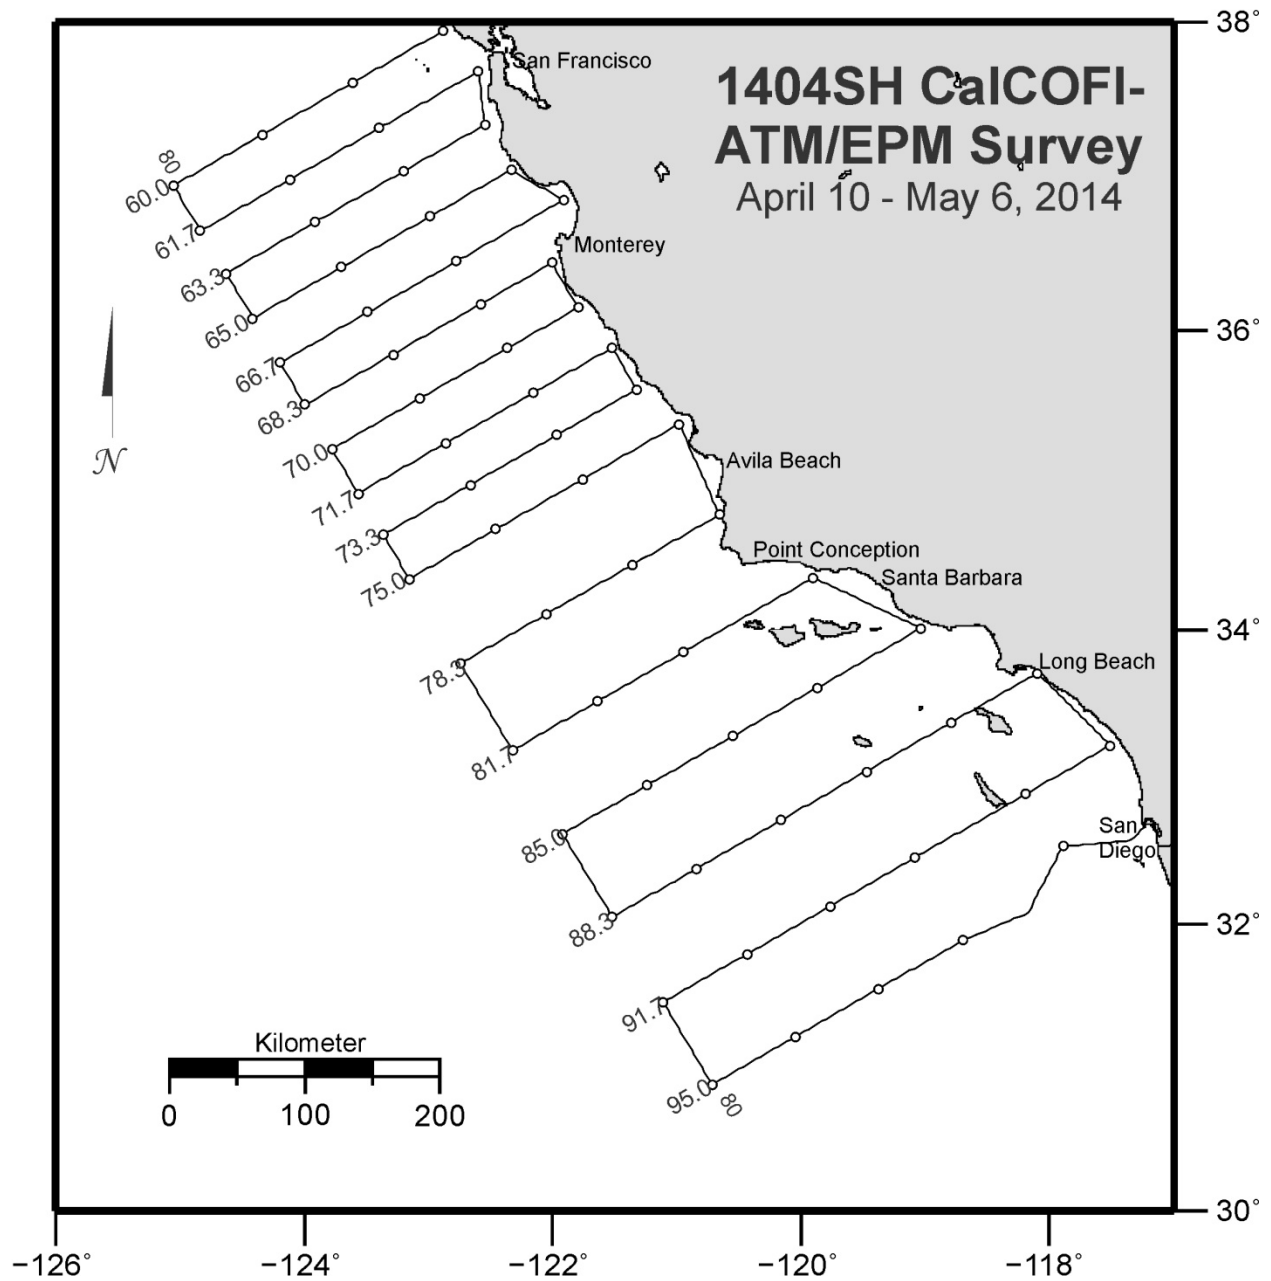 38°
San Francisco
1404SH CalCOFI-
ATM/EPM Survey
April 10 - May 6, 2014
80
60.0
61.7
Monterey
63.3
65.0
36°
66.7
68.3
70.0
N
Avila Beach
71.7
73.3
Point Conception
75.0
Santa Barbara
34°
Long Beach
78.3
81.7
San
Diego
85.0
88.3
32°
91.7
95.0
80
Kilometer
0 100 200
30°
−126° −124° −122° −120° −118°